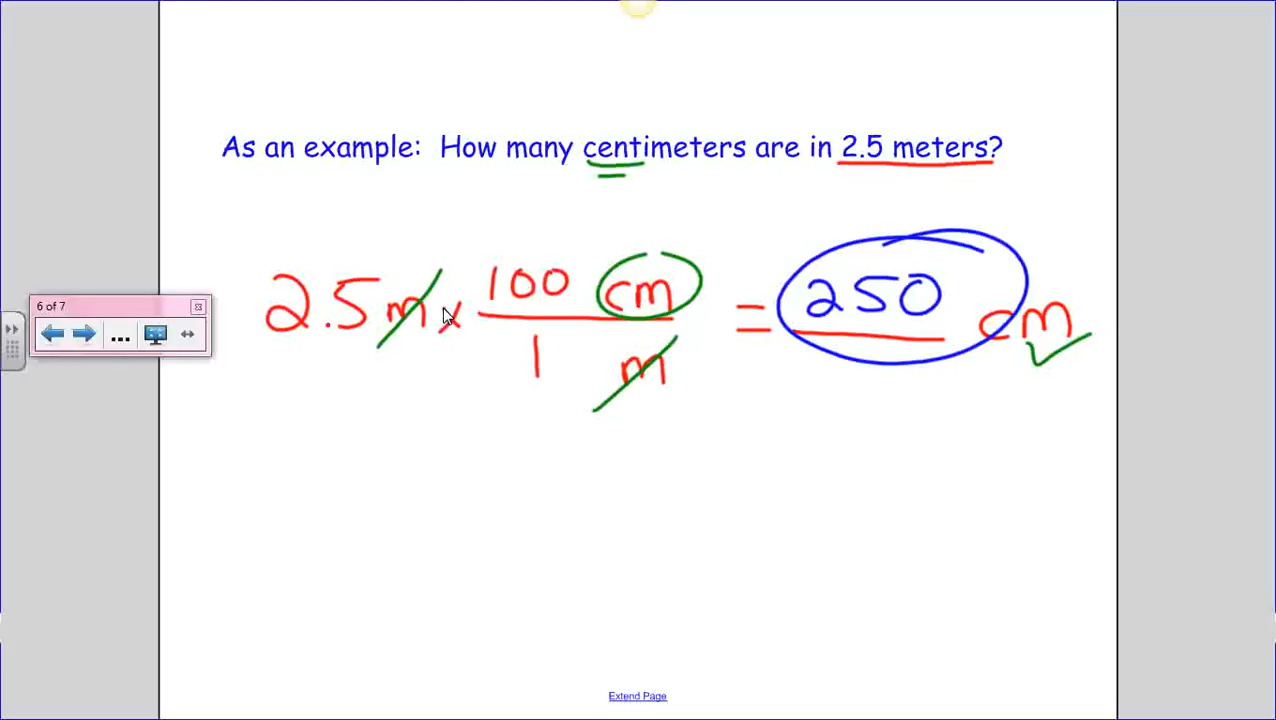 As an example: How many centimeters are in 2.5 meters?
6 of 7
2.5 m x 100 cm = 250 cm
1 m
Extend Page